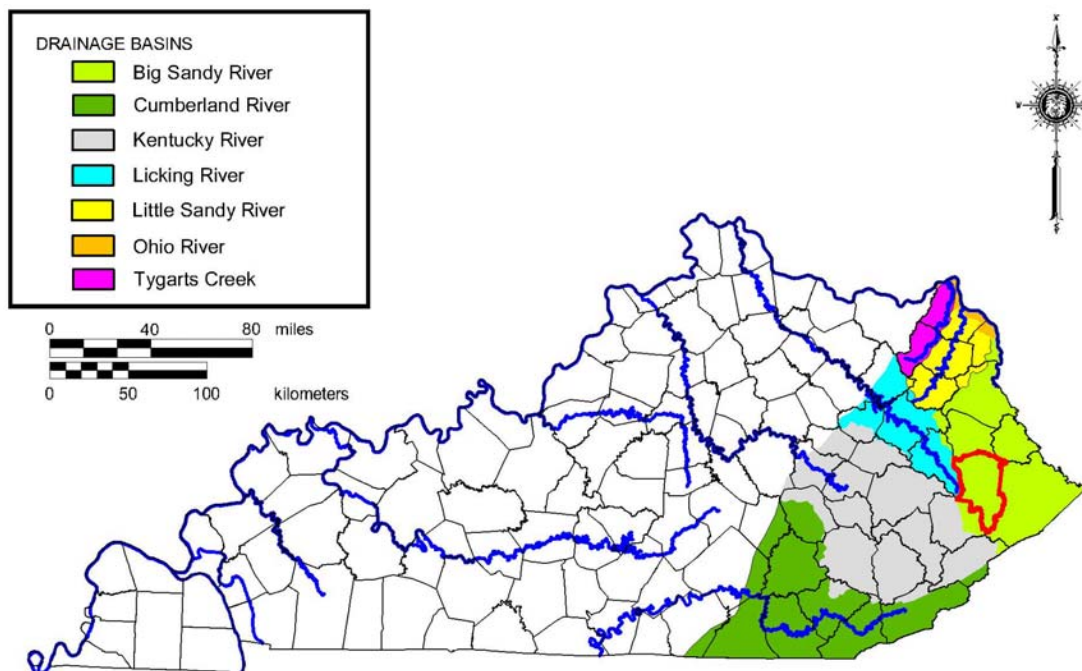 DRAINAGE BASINS
Big Sandy River
Cumberland River
Kentucky River
Licking River
Little Sandy River
Ohio River
Tygarts Creek
0 40 80 miles
0 50 100 kilometers
N
W
S